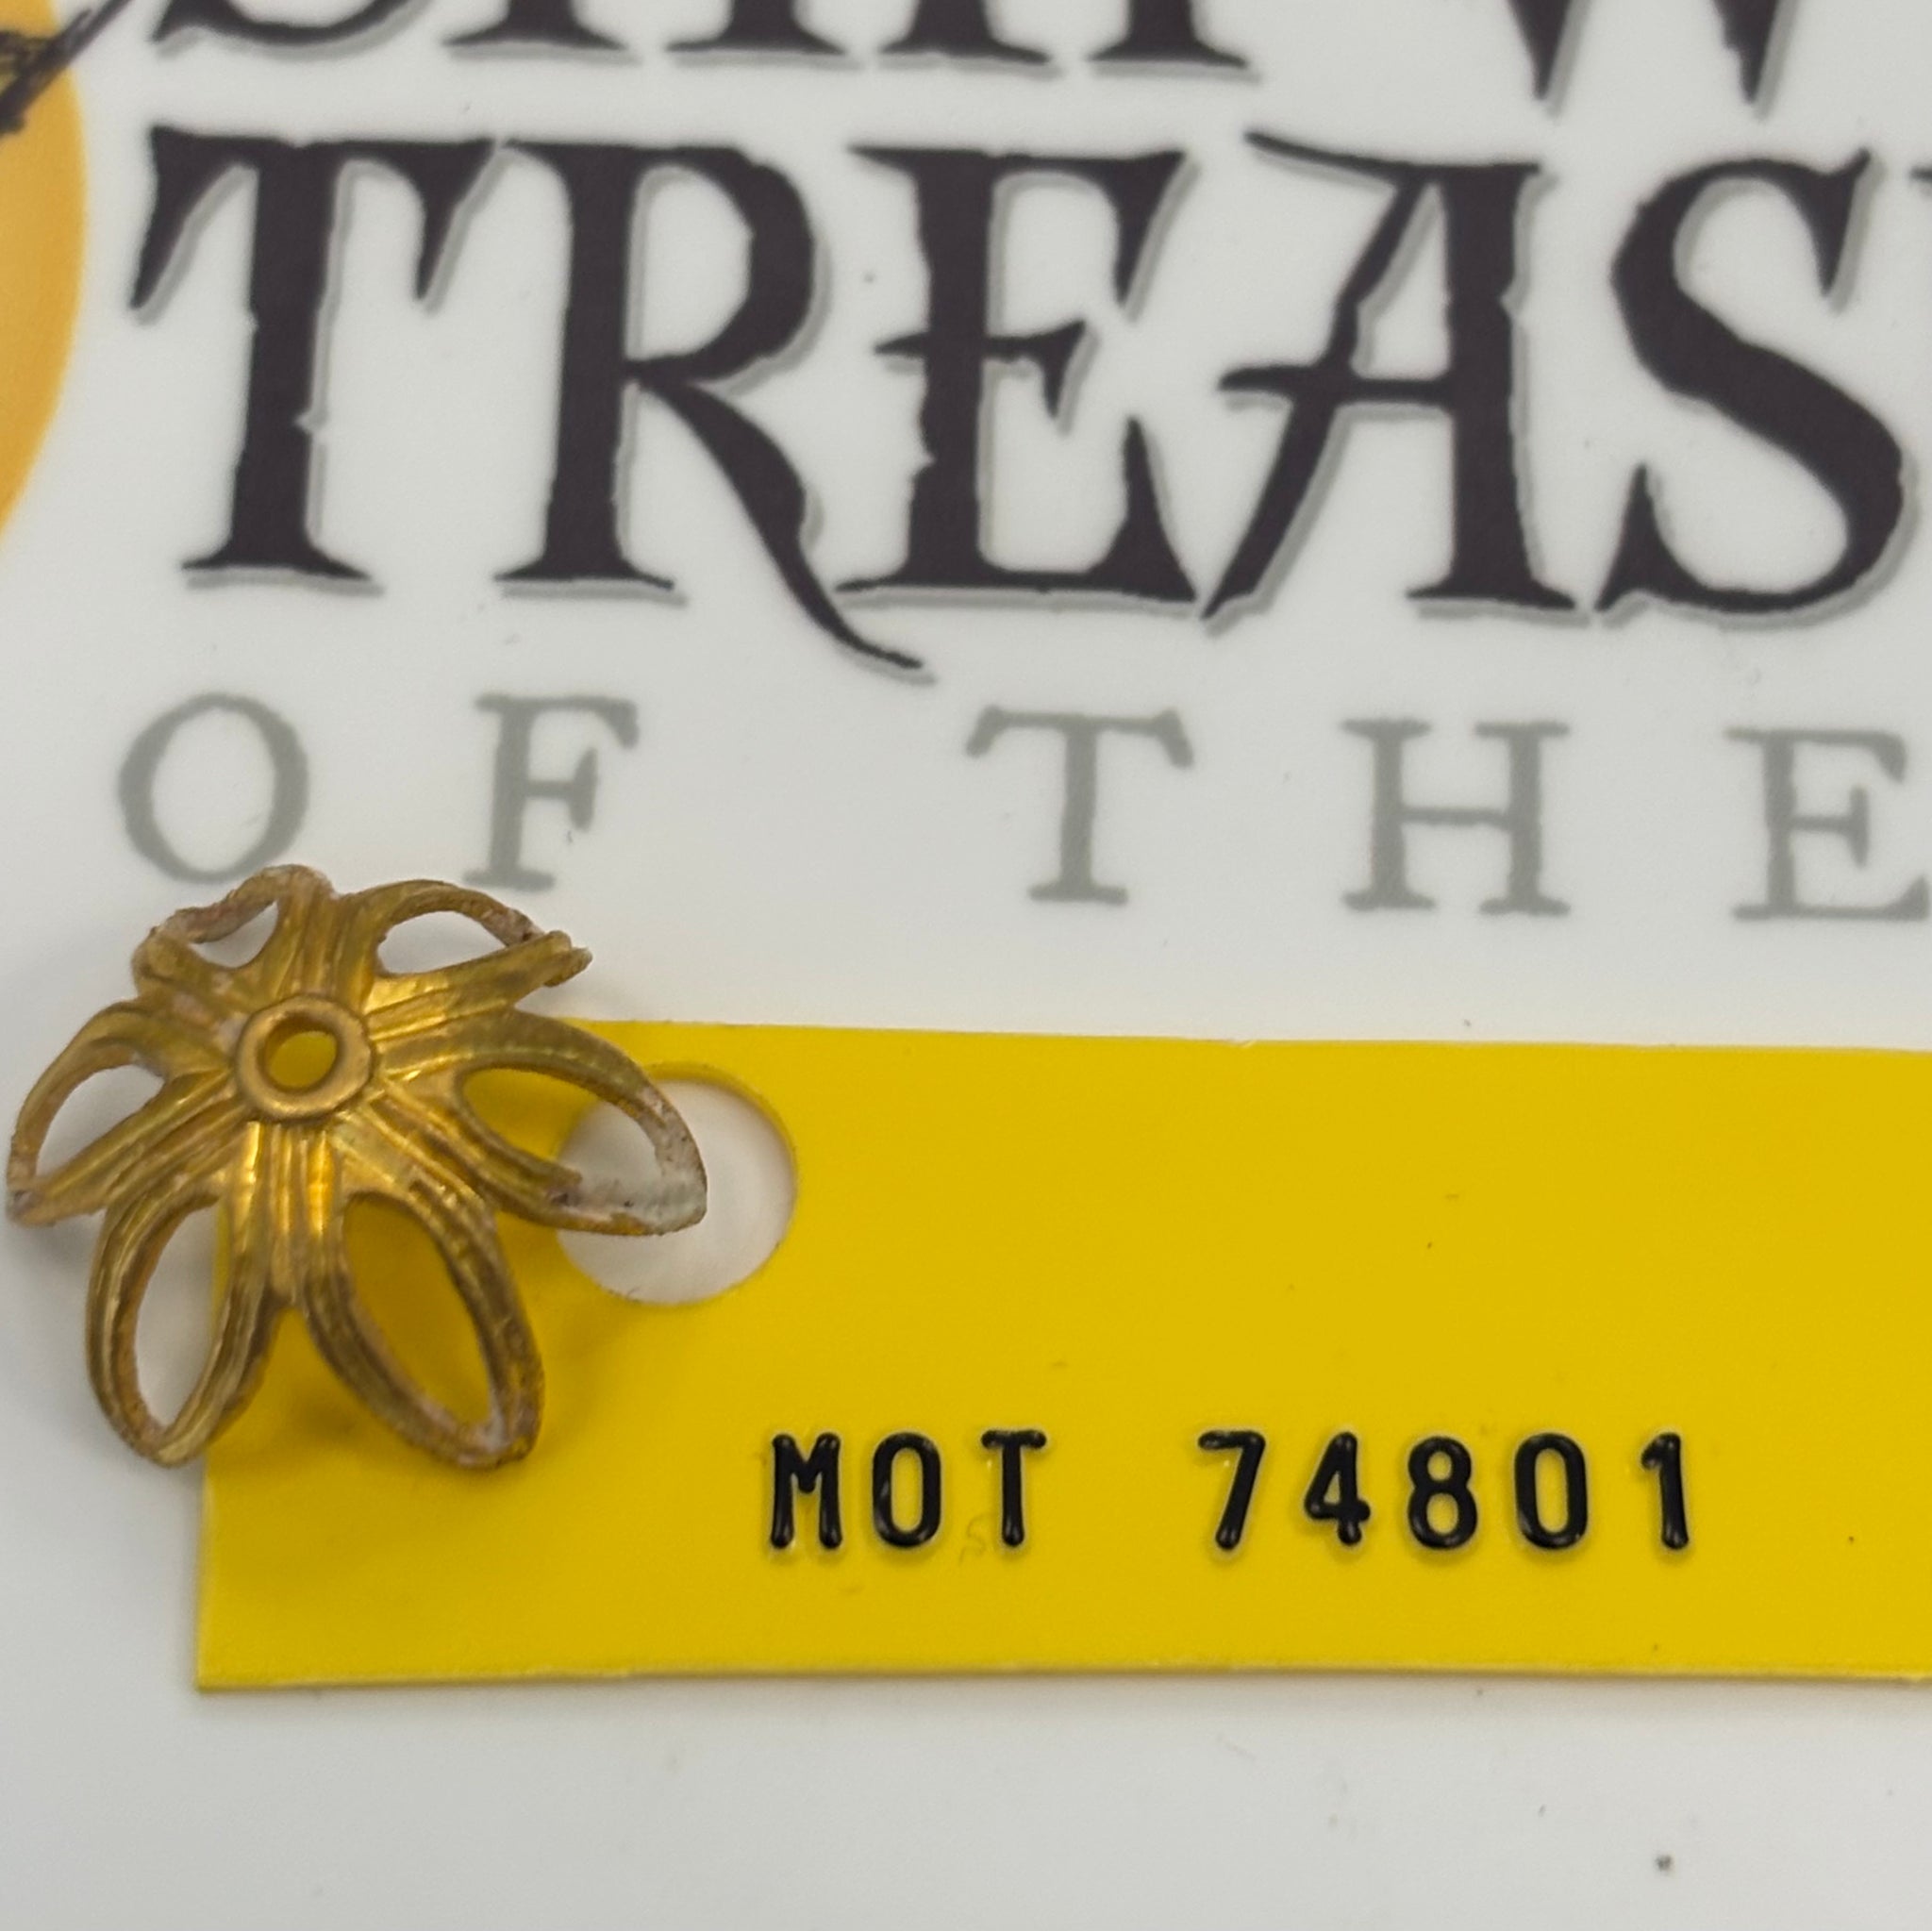 TREAS
OF THE
MOT 74801